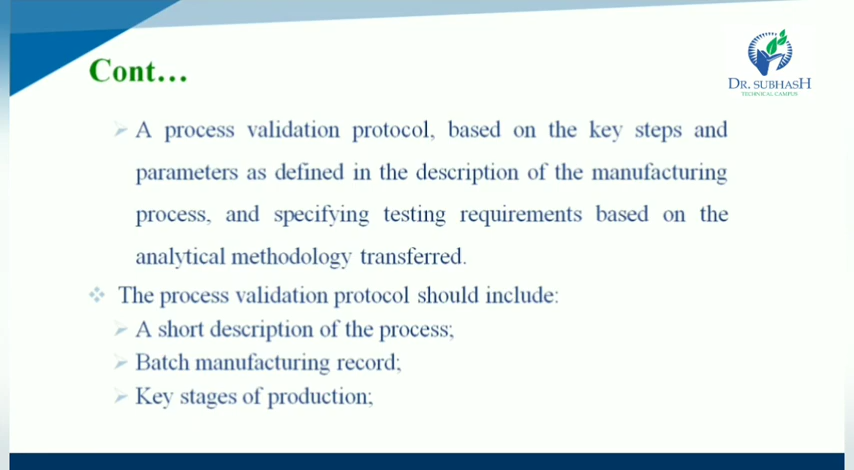 Cont...
DR. SUBHASH
TECHNICAL CAMPUS
A process validation protocol, based on the key steps and
parameters as defined in the description of the manufacturing
process, and specifying testing requirements based on the
analytical methodology transferred.
The process validation protocol should include:
A short description of the process;
Batch manufacturing record;
Key stages of production;